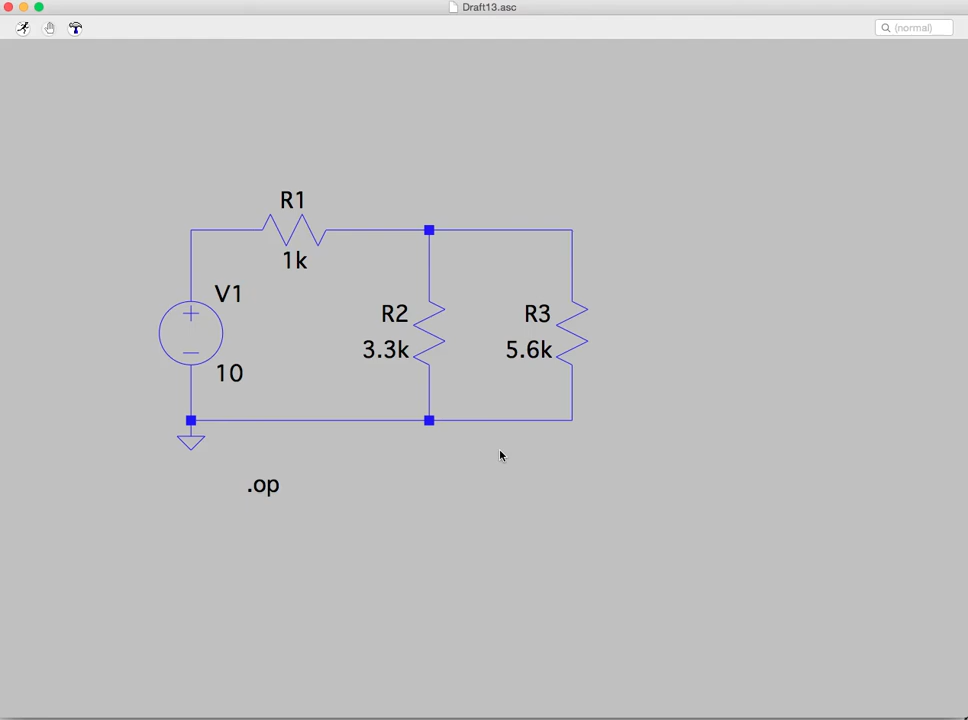 Draft13.asc
(normal)
R1
1k
V1
10
R2
3.3k
R3
5.6k
.op